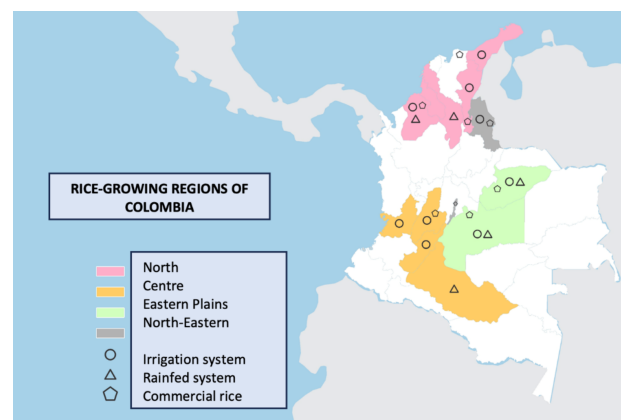 RICE-GROWING REGIONS OF
COLOMBIA
North
Centre
Eastern Plains
North-Eastern
Irrigation system
Rainfed system
Commercial rice